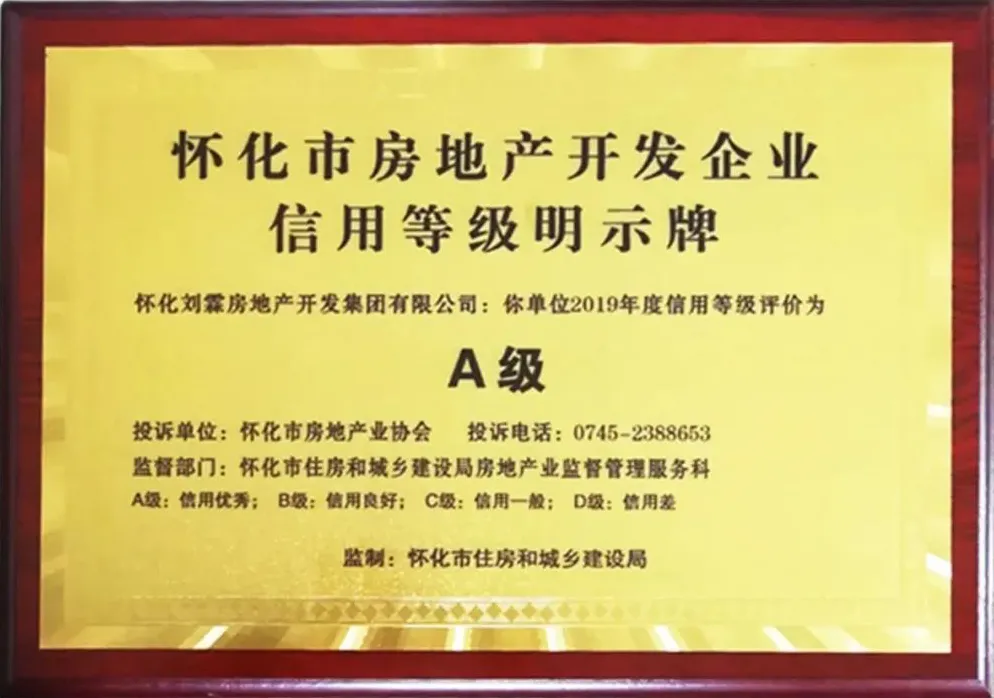 怀化市房地产开发企业
信用等级明示牌
怀化刘霖房地产开发集团有限公司：你单位2019年度信用等级评价为
A级
投诉单位：怀化市房地产业协会 投诉电话：0745-2388653
监督部门：怀化市住房和城乡建设局房地产业监督管理服务科
A级：信用优秀； B级：信用良好； C级：信用一般； D级：信用差
监制：怀化市住房和城乡建设局